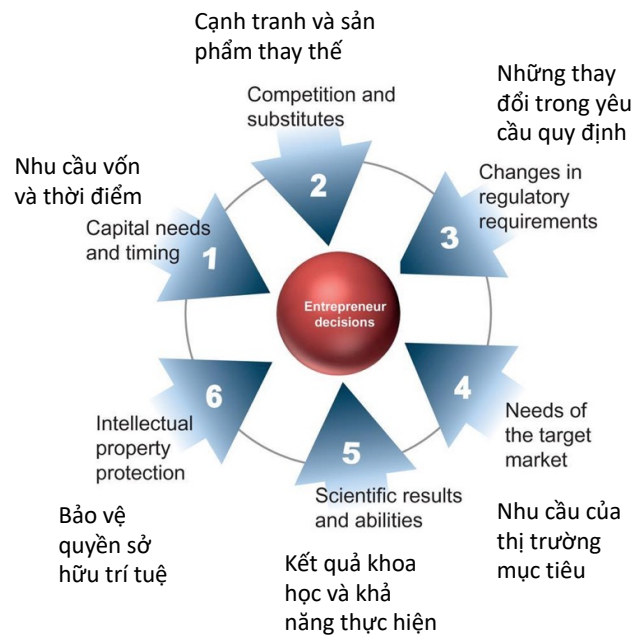 Cạnh tranh và sản
phẩm thay thế
Competition and
substitutes
2
Những thay
đổi trong yêu
cầu quy định
Changes in
regulatory
requirements
3
Nhu cầu vốn
và thời điểm
Capital needs
and timing
1
Entrepreneur
decisions
4
Needs of
the target
market
Nhu cầu của
thị trường
mục tiêu
5
Scientific results
and abilities
Kết quả khoa
học và khả
năng thực hiện
6
Intellectual
property
protection
Bảo vệ
quyền sở
hữu trí tuệ